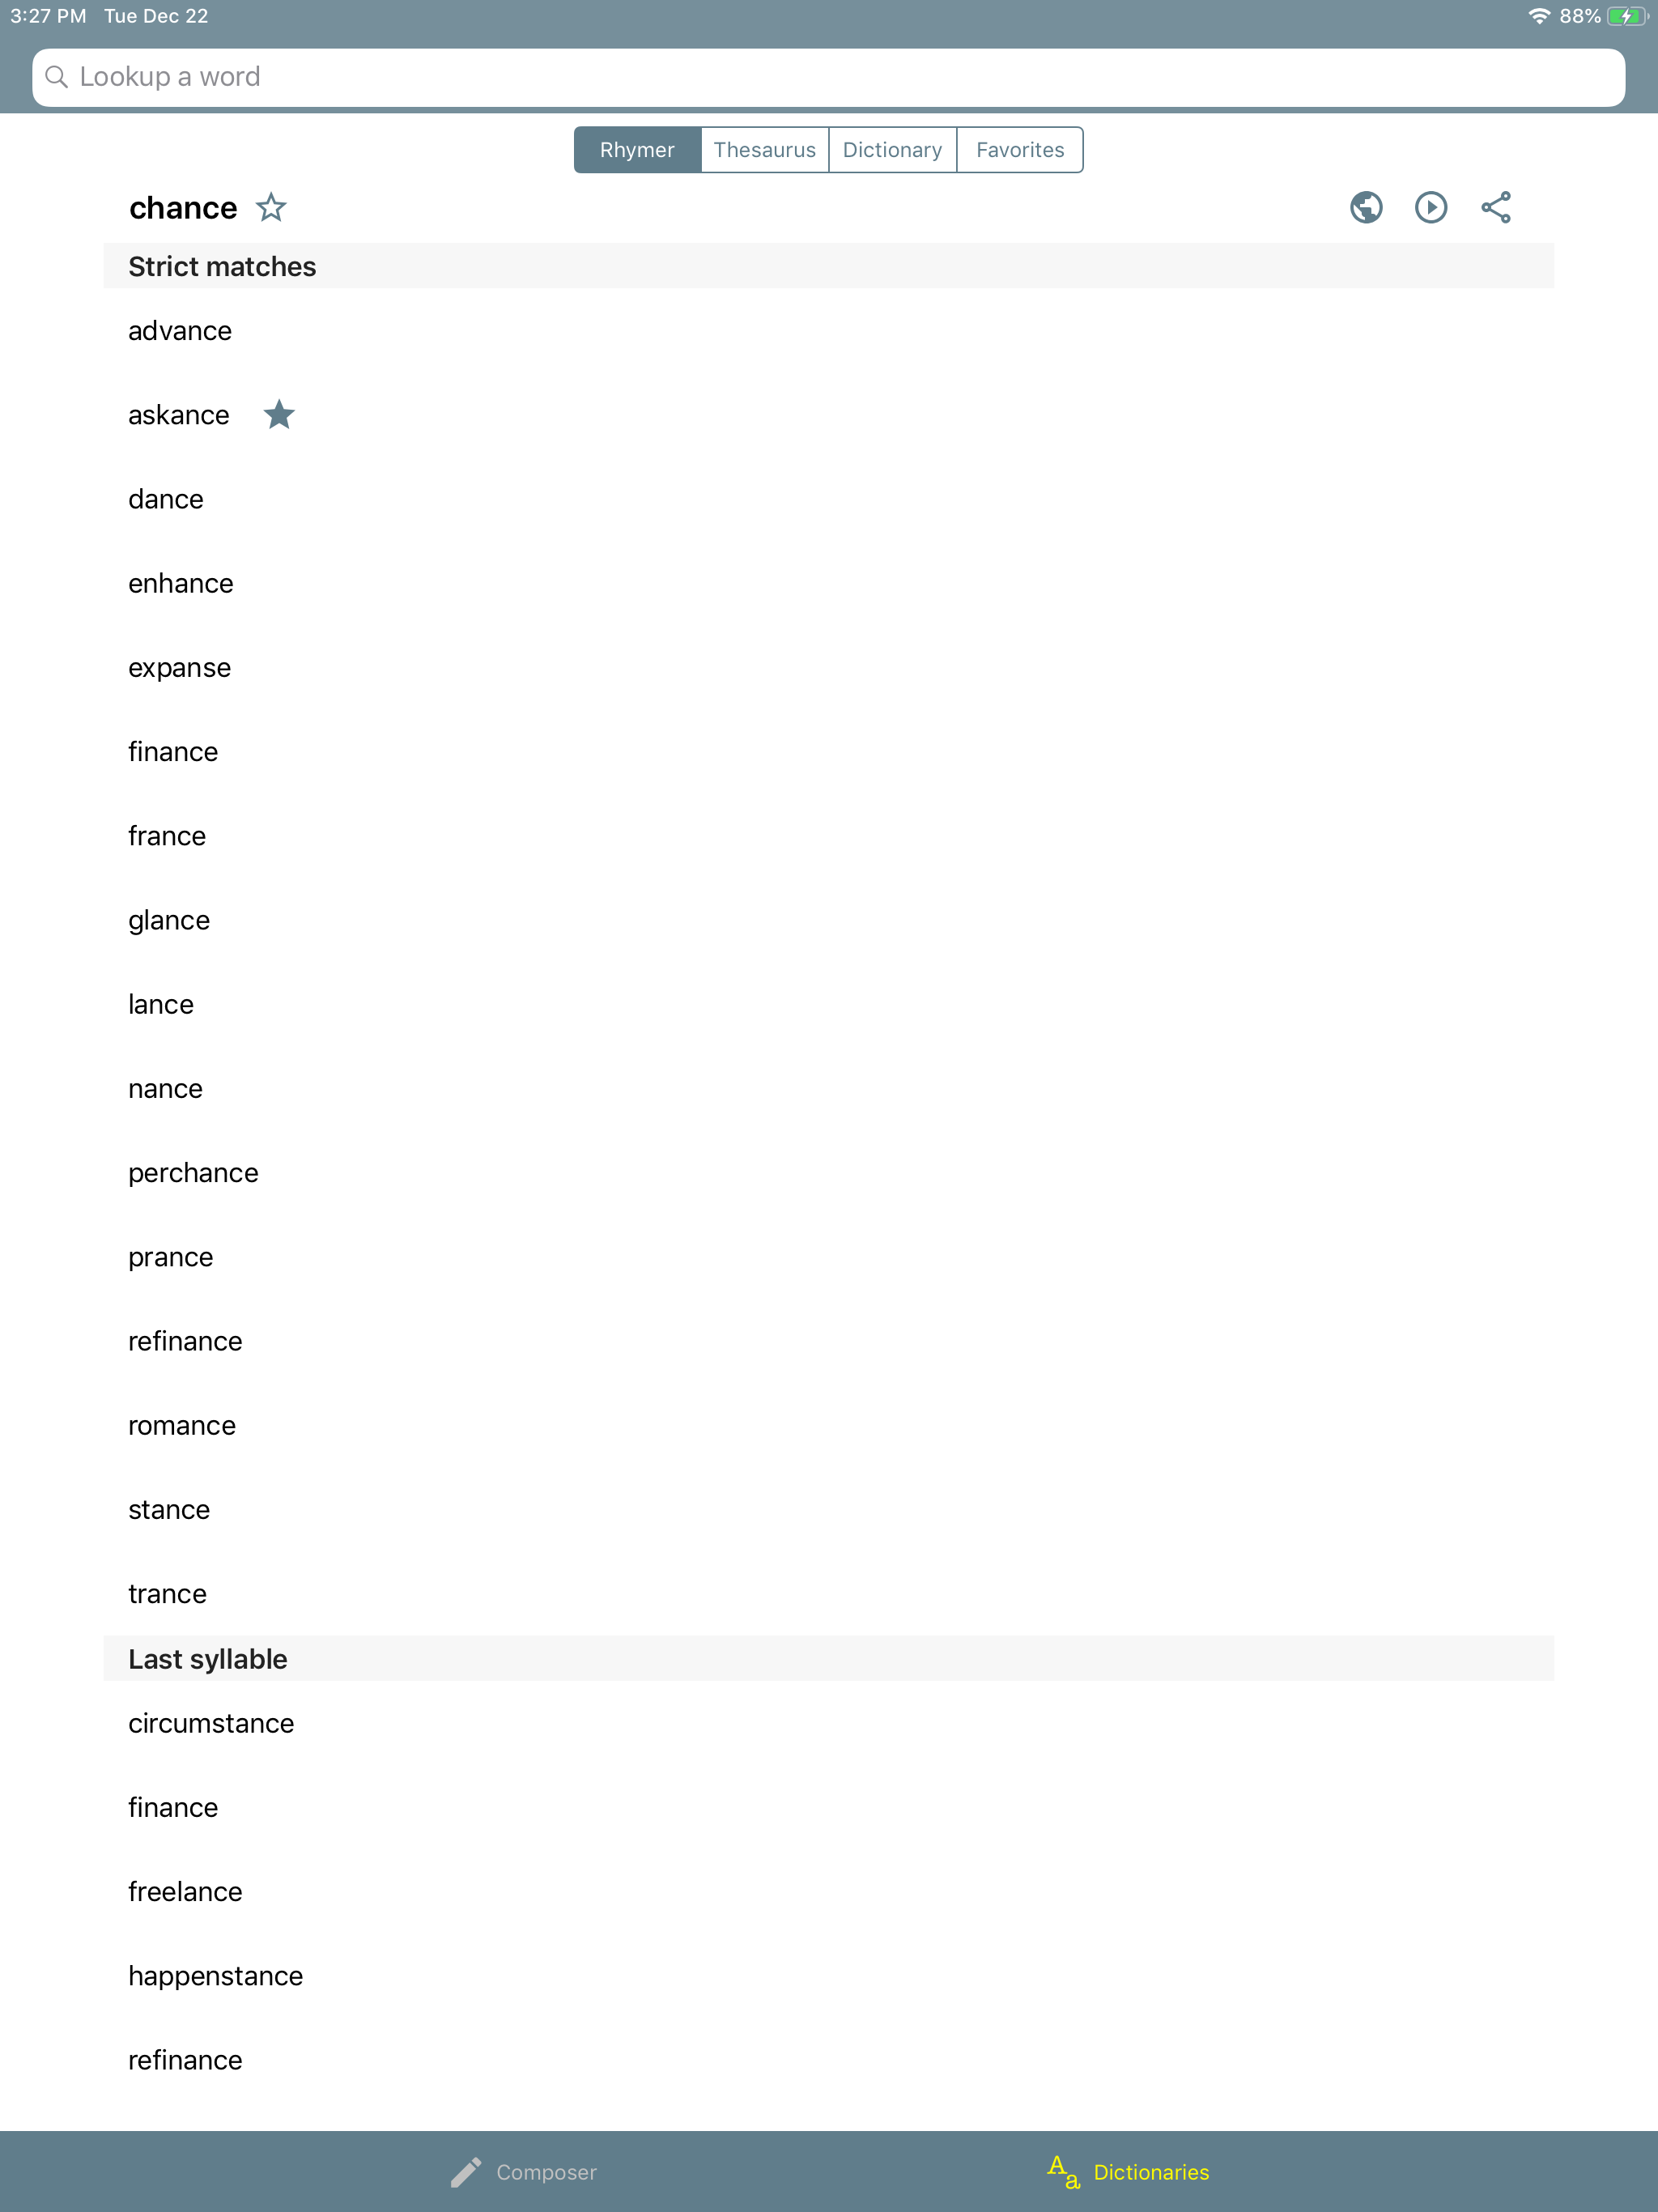 3:27 PM Tue Dec 22 88%
Lookup a word
Rhymer Thesaurus Dictionary Favorites
chance
Strict matches
advance
askance
dance
enhance
expanse
finance
france
glance
lance
nance
perchance
prance
refinance
romance
stance
trance
Last syllable
circumstance
finance
freelance
happenstance
refinance
Composer Dictionaries